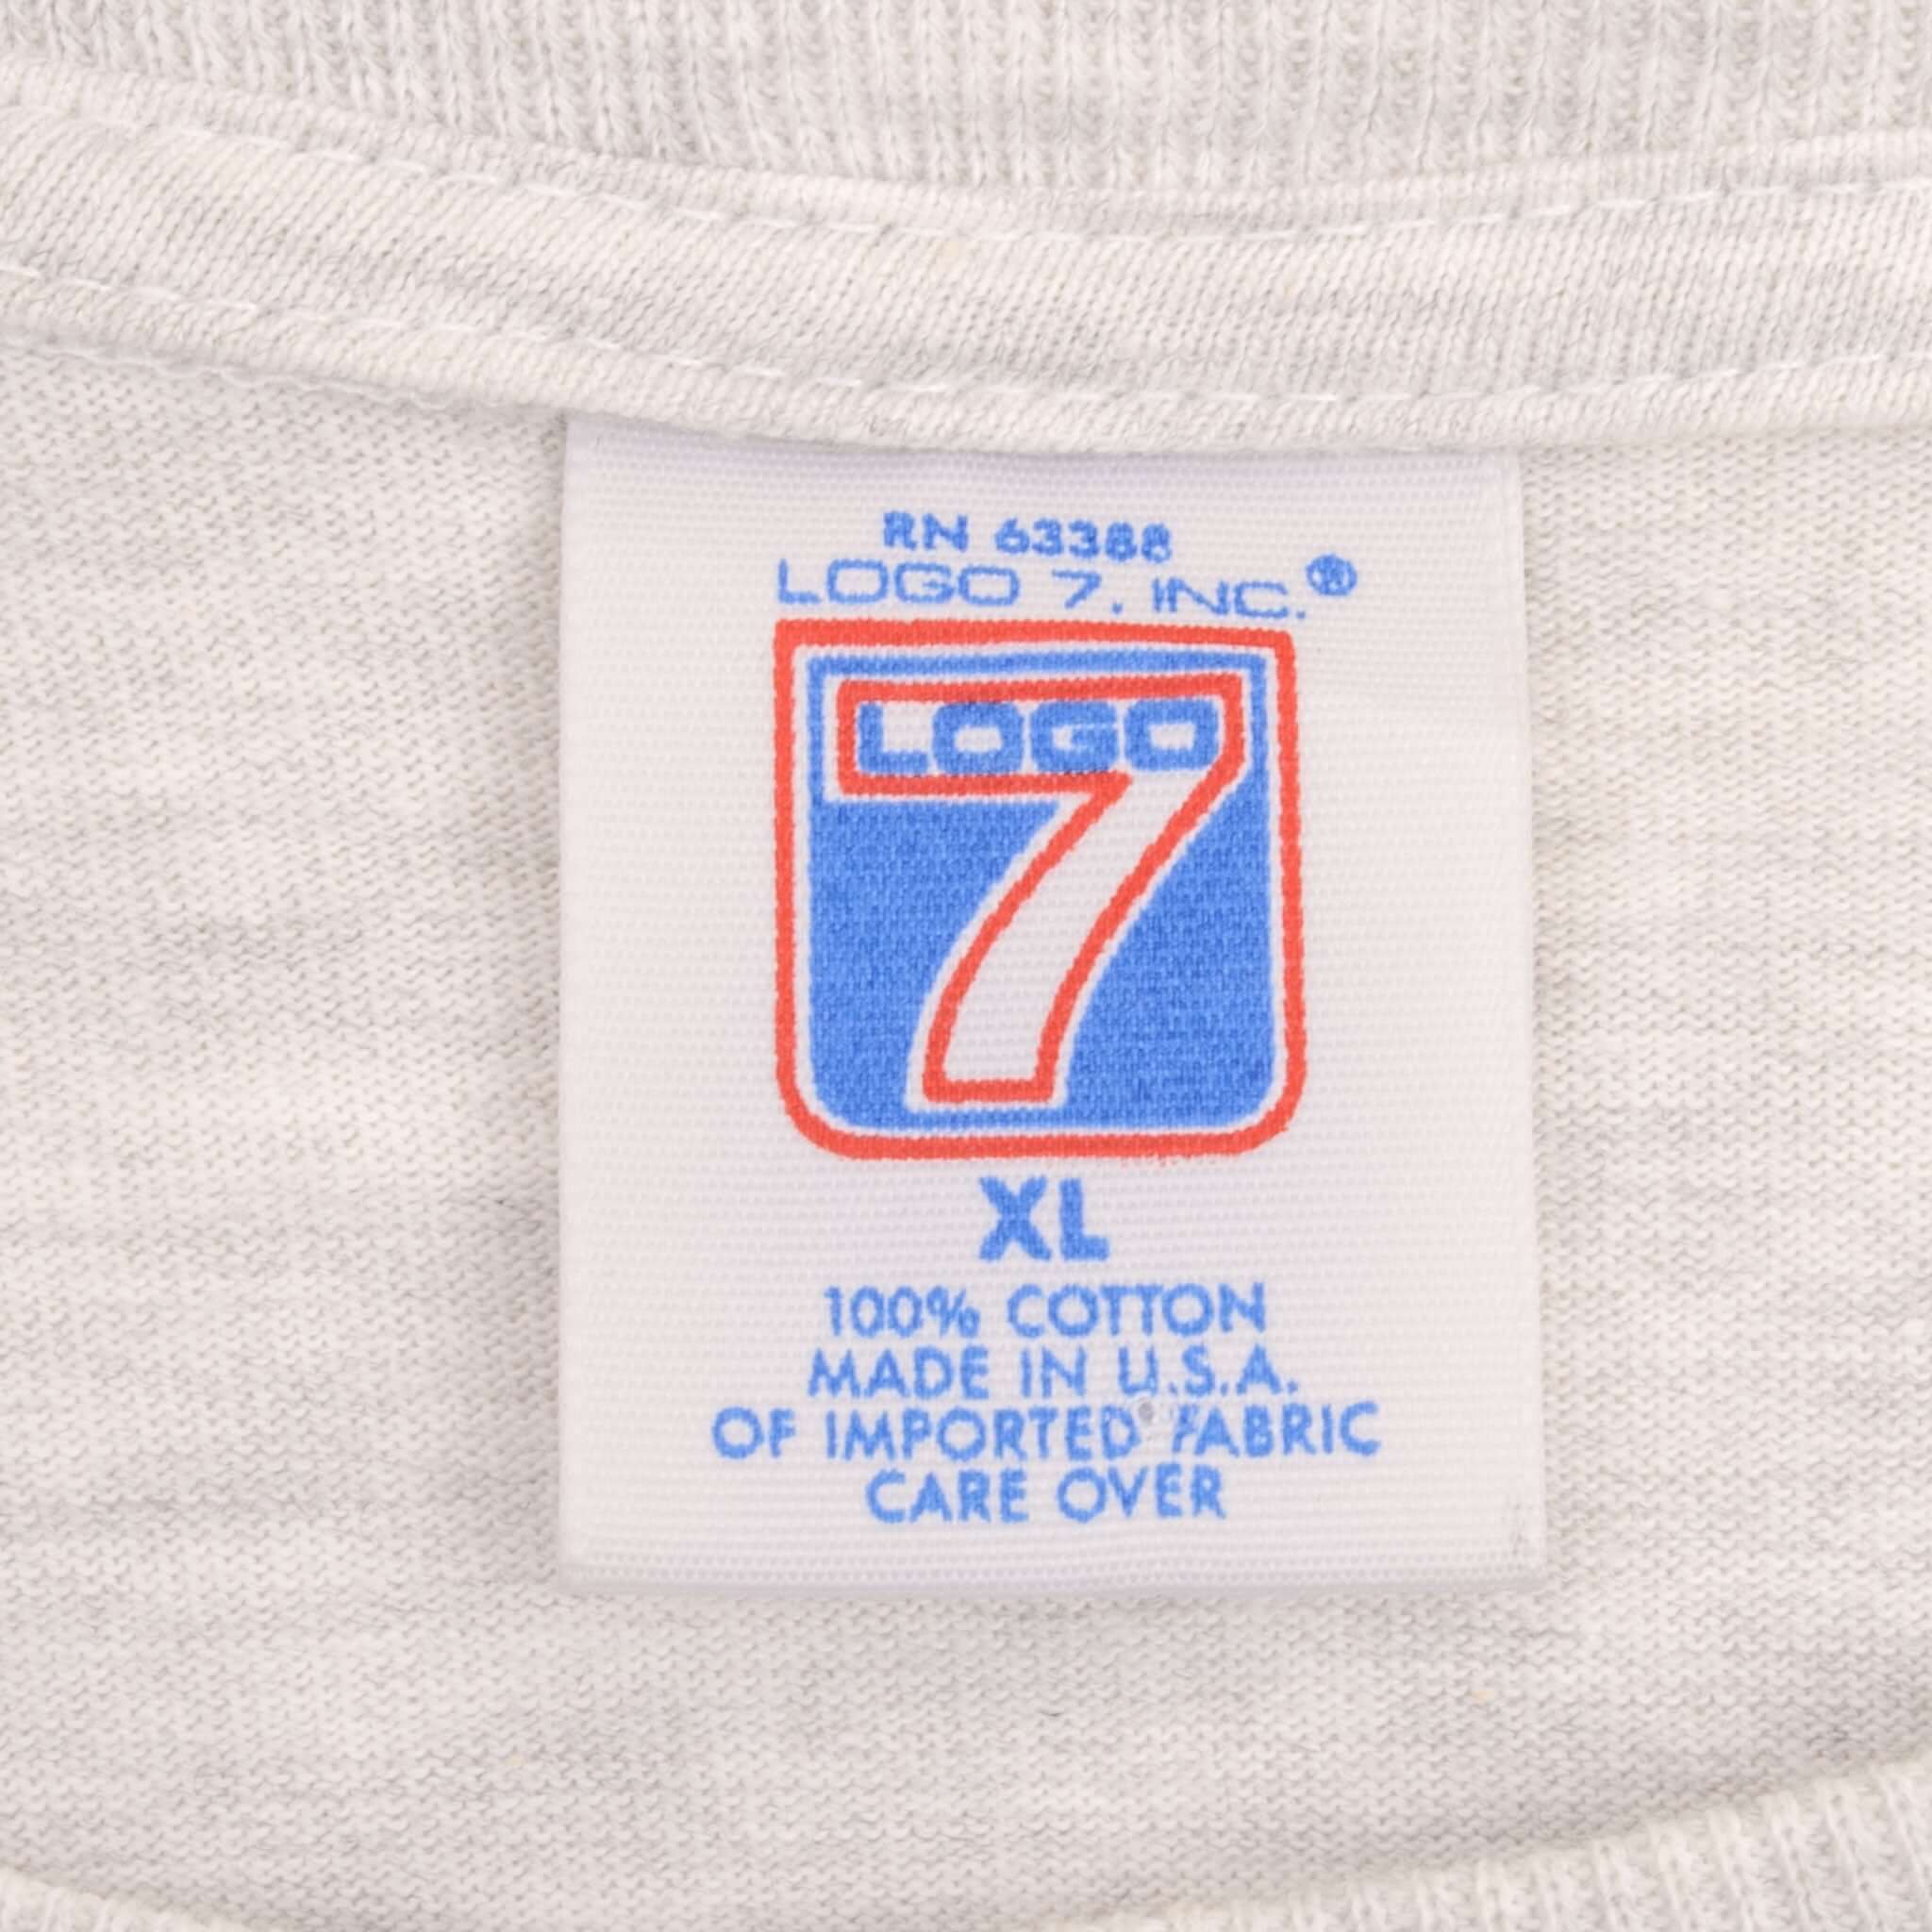 RN 63388
LOGO 7, INC.®
LOGO
7
XL
100% COTTON
MADE IN U.S.A.
OF IMPORTED FABRIC
CARE OVER